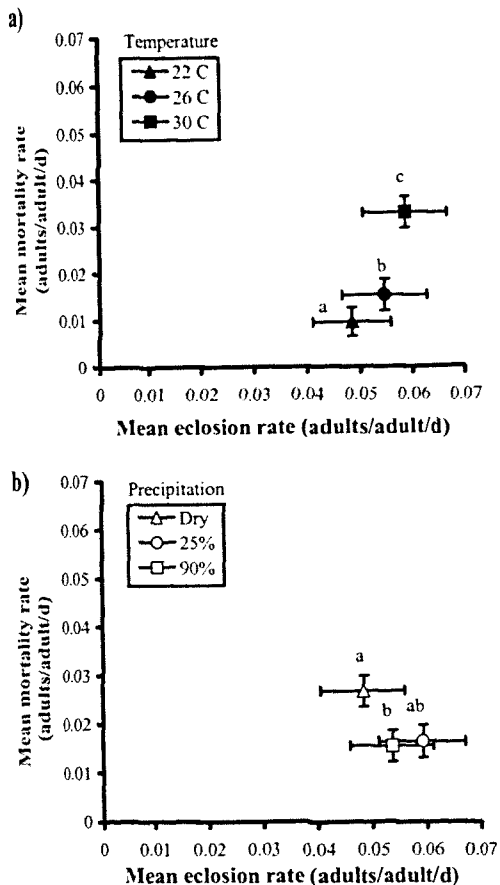 a)
0.07
0.06
0.05
0.04
0.03
0.02
0.01
0
Mean mortality rate
(adults/adult/d)
Temperature
22 C
26 C
30 C
c
b
a
0 0.01 0.02 0.03 0.04 0.05 0.06 0.07
Mean eclosion rate (adults/adult/d)
b)
0.07
0.06
0.05
0.04
0.03
0.02
0.01
0
Mean mortality rate
(adults/adult/d)
Precipitation
Dry
25%
90%
a
b ab
0 0.01 0.02 0.03 0.04 0.05 0.06 0.07
Mean eclosion rate (adults/adult/d)